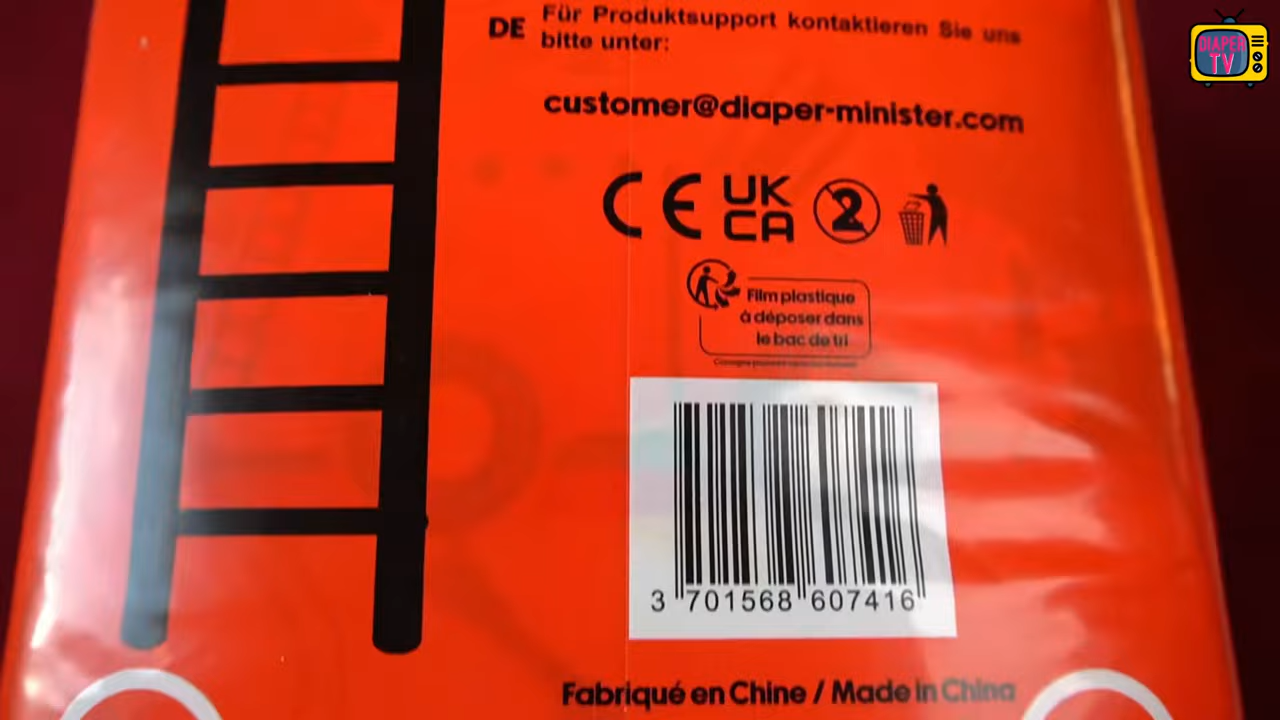 DIAPER
TV
DE
Für Produktsupport kontaktieren Sie uns
bitte unter:
customer@diaper-minister.com
CE
UK
CA
2
Film plastique
à déposer dans
le bac de tri
3 701568 607416
Fabriqué en Chine / Made in China